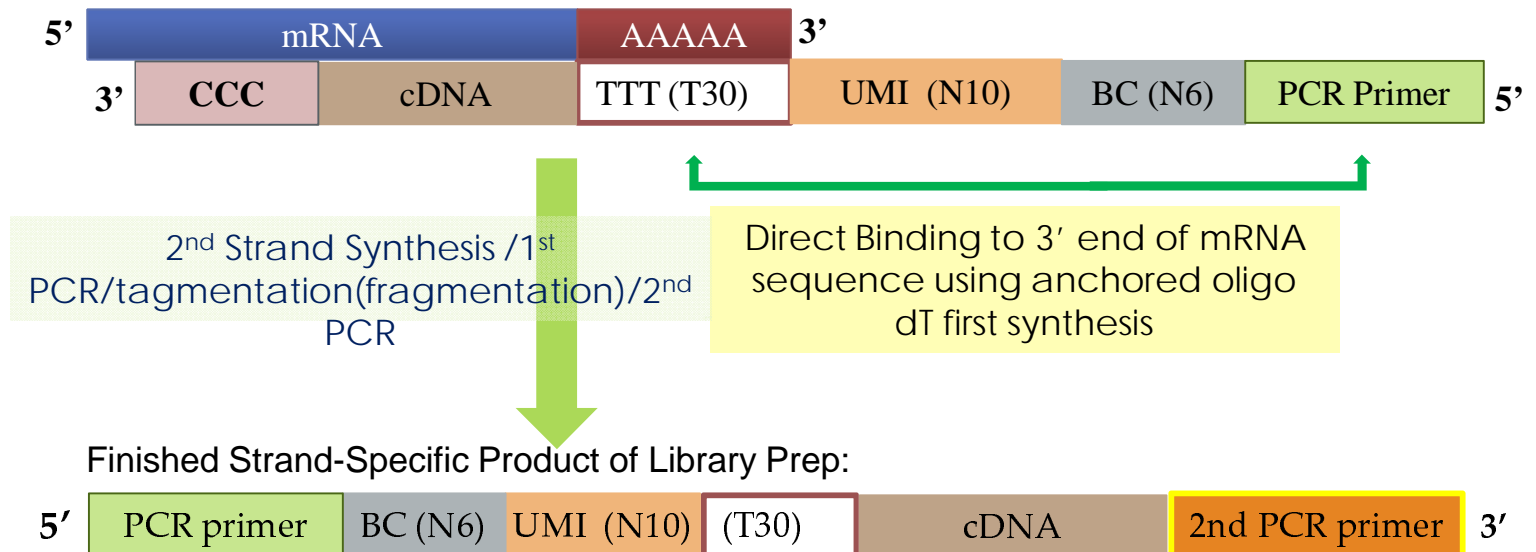 5’ mRNA AAAAA 3’
3’ CCC cDNA TTT (T30) UMI (N10) BC (N6) PCR Primer 5’
2nd Strand Synthesis /1st
PCR/tagmentation(fragmentation)/2nd
PCR
Direct Binding to 3’ end of mRNA
sequence using anchored oligo
dT first synthesis
Finished Strand-Specific Product of Library Prep:
5’ PCR primer BC (N6) UMI (N10) (T30) cDNA 2nd PCR primer 3’